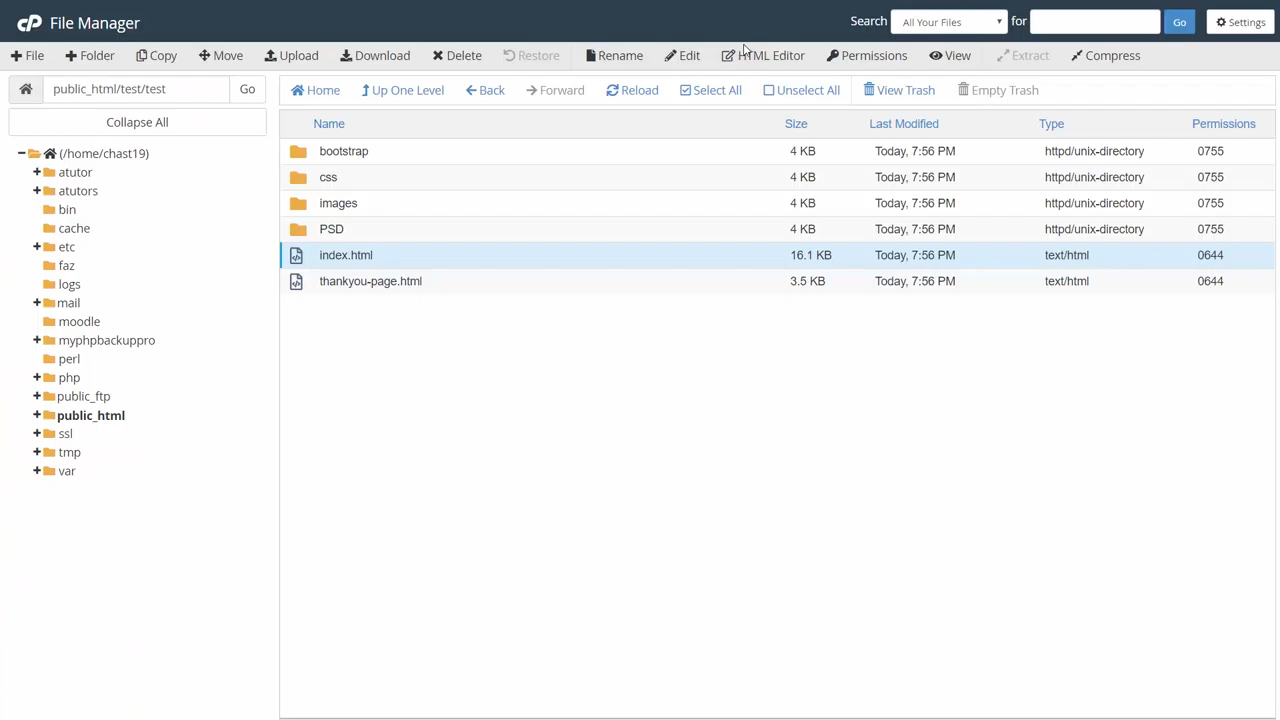 cP File Manager Search All Your Files for Go Settings
File Folder Copy Move Upload Download Delete Restore Rename Edit HTML Editor Permissions View Extract Compress
public_html/test/test Go Home Up One Level Back Forward Reload Select All Unselect All View Trash Empty Trash
Collapse All
Name Size Last Modified Type Permissions
bootstrap 4 KB Today, 7:56 PM httpd/unix-directory 0755
css 4 KB Today, 7:56 PM httpd/unix-directory 0755
images 4 KB Today, 7:56 PM httpd/unix-directory 0755
PSD 4 KB Today, 7:56 PM httpd/unix-directory 0755
index.html 16.1 KB Today, 7:56 PM text/html 0644
thankyou-page.html 3.5 KB Today, 7:56 PM text/html 0644
(/home/chast19)
atutor
atutors
bin
cache
etc
faz
logs
mail
moodle
myphpbackuppro
perl
php
public_ftp
public_html
ssl
tmp
var